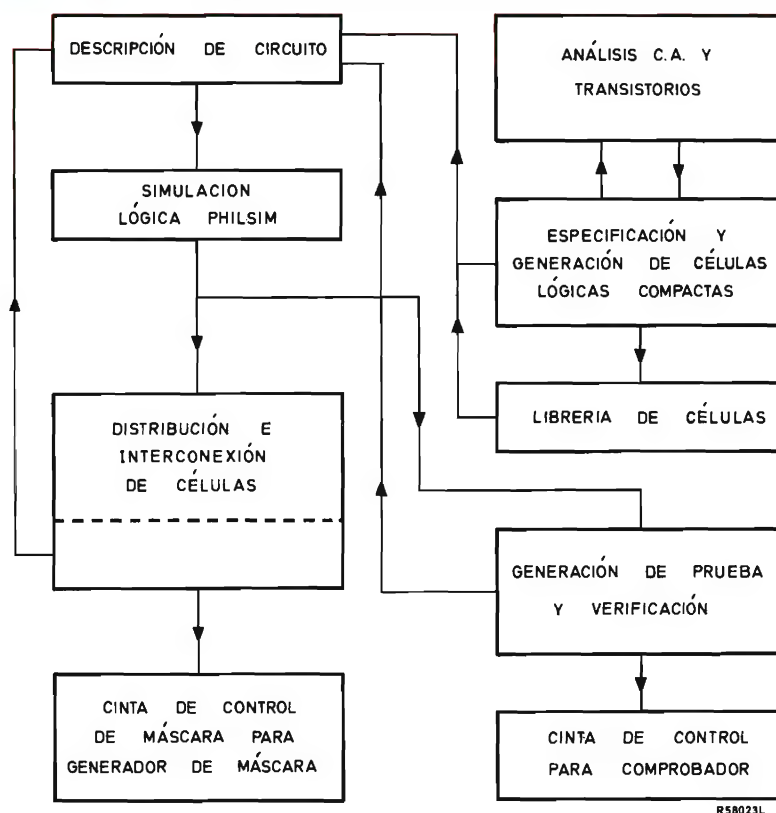 DESCRIPCIÓN DE CIRCUITO
SIMULACION
LÓGICA PHILSIM
DISTRIBUCIÓN E
INTERCONEXIÓN
DE CÉLULAS
CINTA DE CONTROL
DE MÁSCARA PARA
GENERADOR DE MÁSCARA
ANÁLISIS C.A. Y
TRANSISTORIOS
ESPECIFICACIÓN Y
GENERACIÓN DE CÉLULAS
LÓGICAS COMPACTAS
LIBRERIA DE CÉLULAS
GENERACIÓN DE PRUEBA
Y VERIFICACIÓN
CINTA DE CONTROL
PARA COMPROBADOR
R58023L